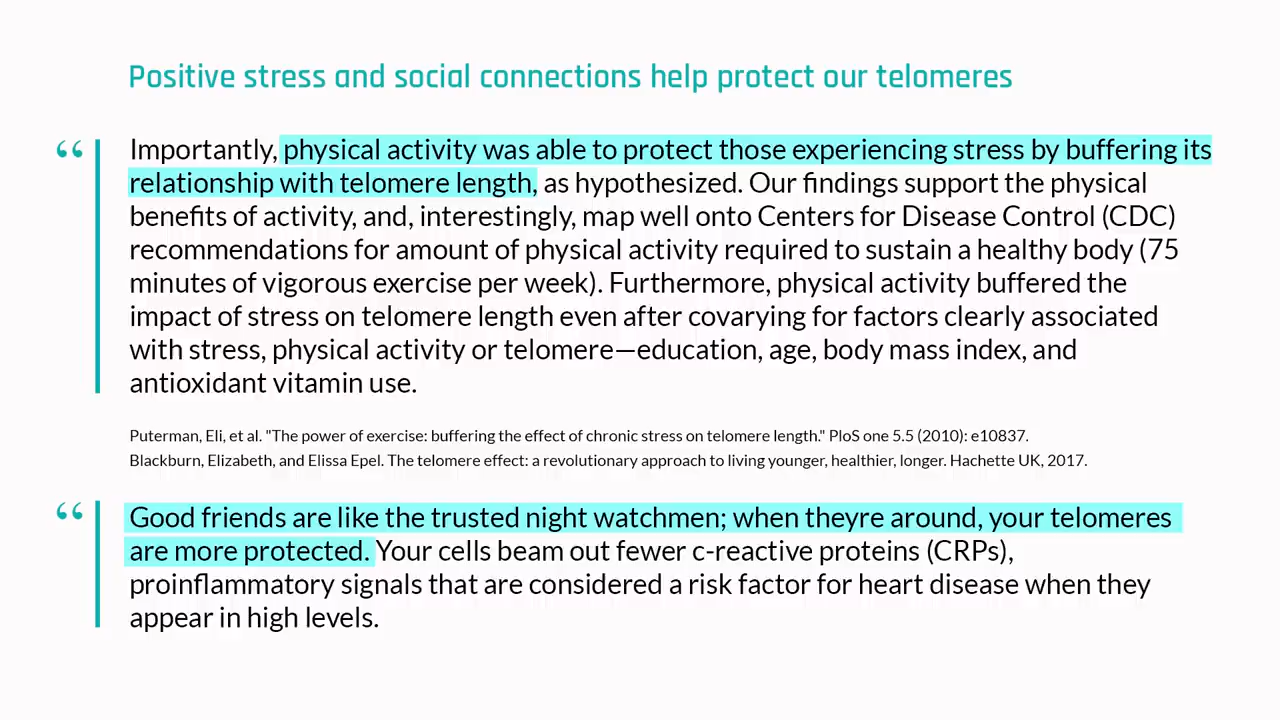 Positive stress and social connections help protect our telomeres
“ Importantly, physical activity was able to protect those experiencing stress by buffering its
relationship with telomere length, as hypothesized. Our findings support the physical
benefits of activity, and, interestingly, map well onto Centers for Disease Control (CDC)
recommendations for amount of physical activity required to sustain a healthy body (75
minutes of vigorous exercise per week). Furthermore, physical activity buffered the
impact of stress on telomere length even after covarying for factors clearly associated
with stress, physical activity or telomere—education, age, body mass index, and
antioxidant vitamin use.
Puterman, Eli, et al. "The power of exercise: buffering the effect of chronic stress on telomere length." PloS one 5.5 (2010): e10837.
Blackburn, Elizabeth, and Elissa Epel. The telomere effect: a revolutionary approach to living younger, healthier, longer. Hachette UK, 2017.
“ Good friends are like the trusted night watchmen; when theyre around, your telomeres
are more protected. Your cells beam out fewer c-reactive proteins (CRPs),
proinflammatory signals that are considered a risk factor for heart disease when they
appear in high levels.